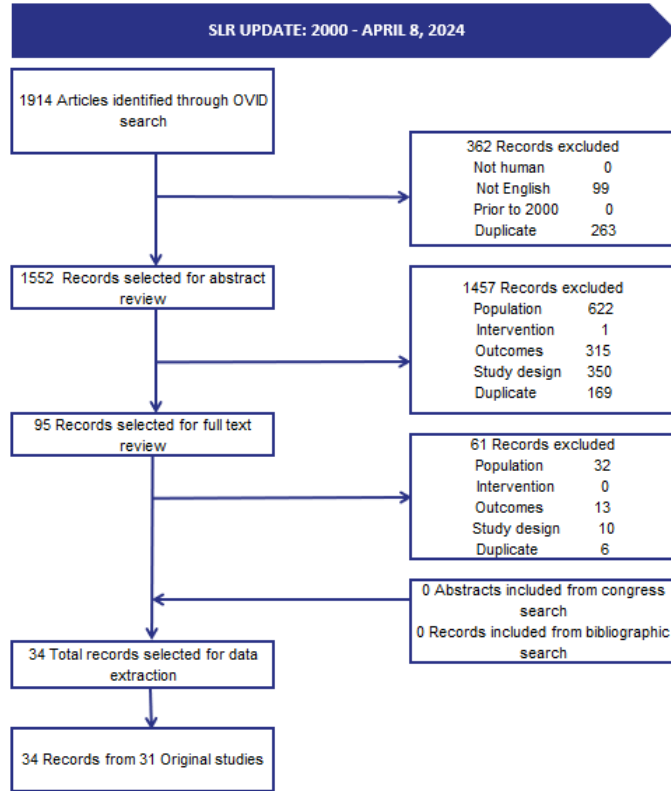 SLR UPDATE: 2000 - APRIL 8, 2024
1914 Articles identified through OVID
search
362 Records excluded
Not human 0
Not English 99
Prior to 2000 0
Duplicate 263
1552 Records selected for abstract
review
1457 Records excluded
Population 622
Intervention 1
Outcomes 315
Study design 350
Duplicate 169
95 Records selected for full text
review
61 Records excluded
Population 32
Intervention 0
Outcomes 13
Study design 10
Duplicate 6
0 Abstracts included from congress
search
0 Records included from bibliographic
search
34 Total records selected for data
extraction
34 Records from 31 Original studies